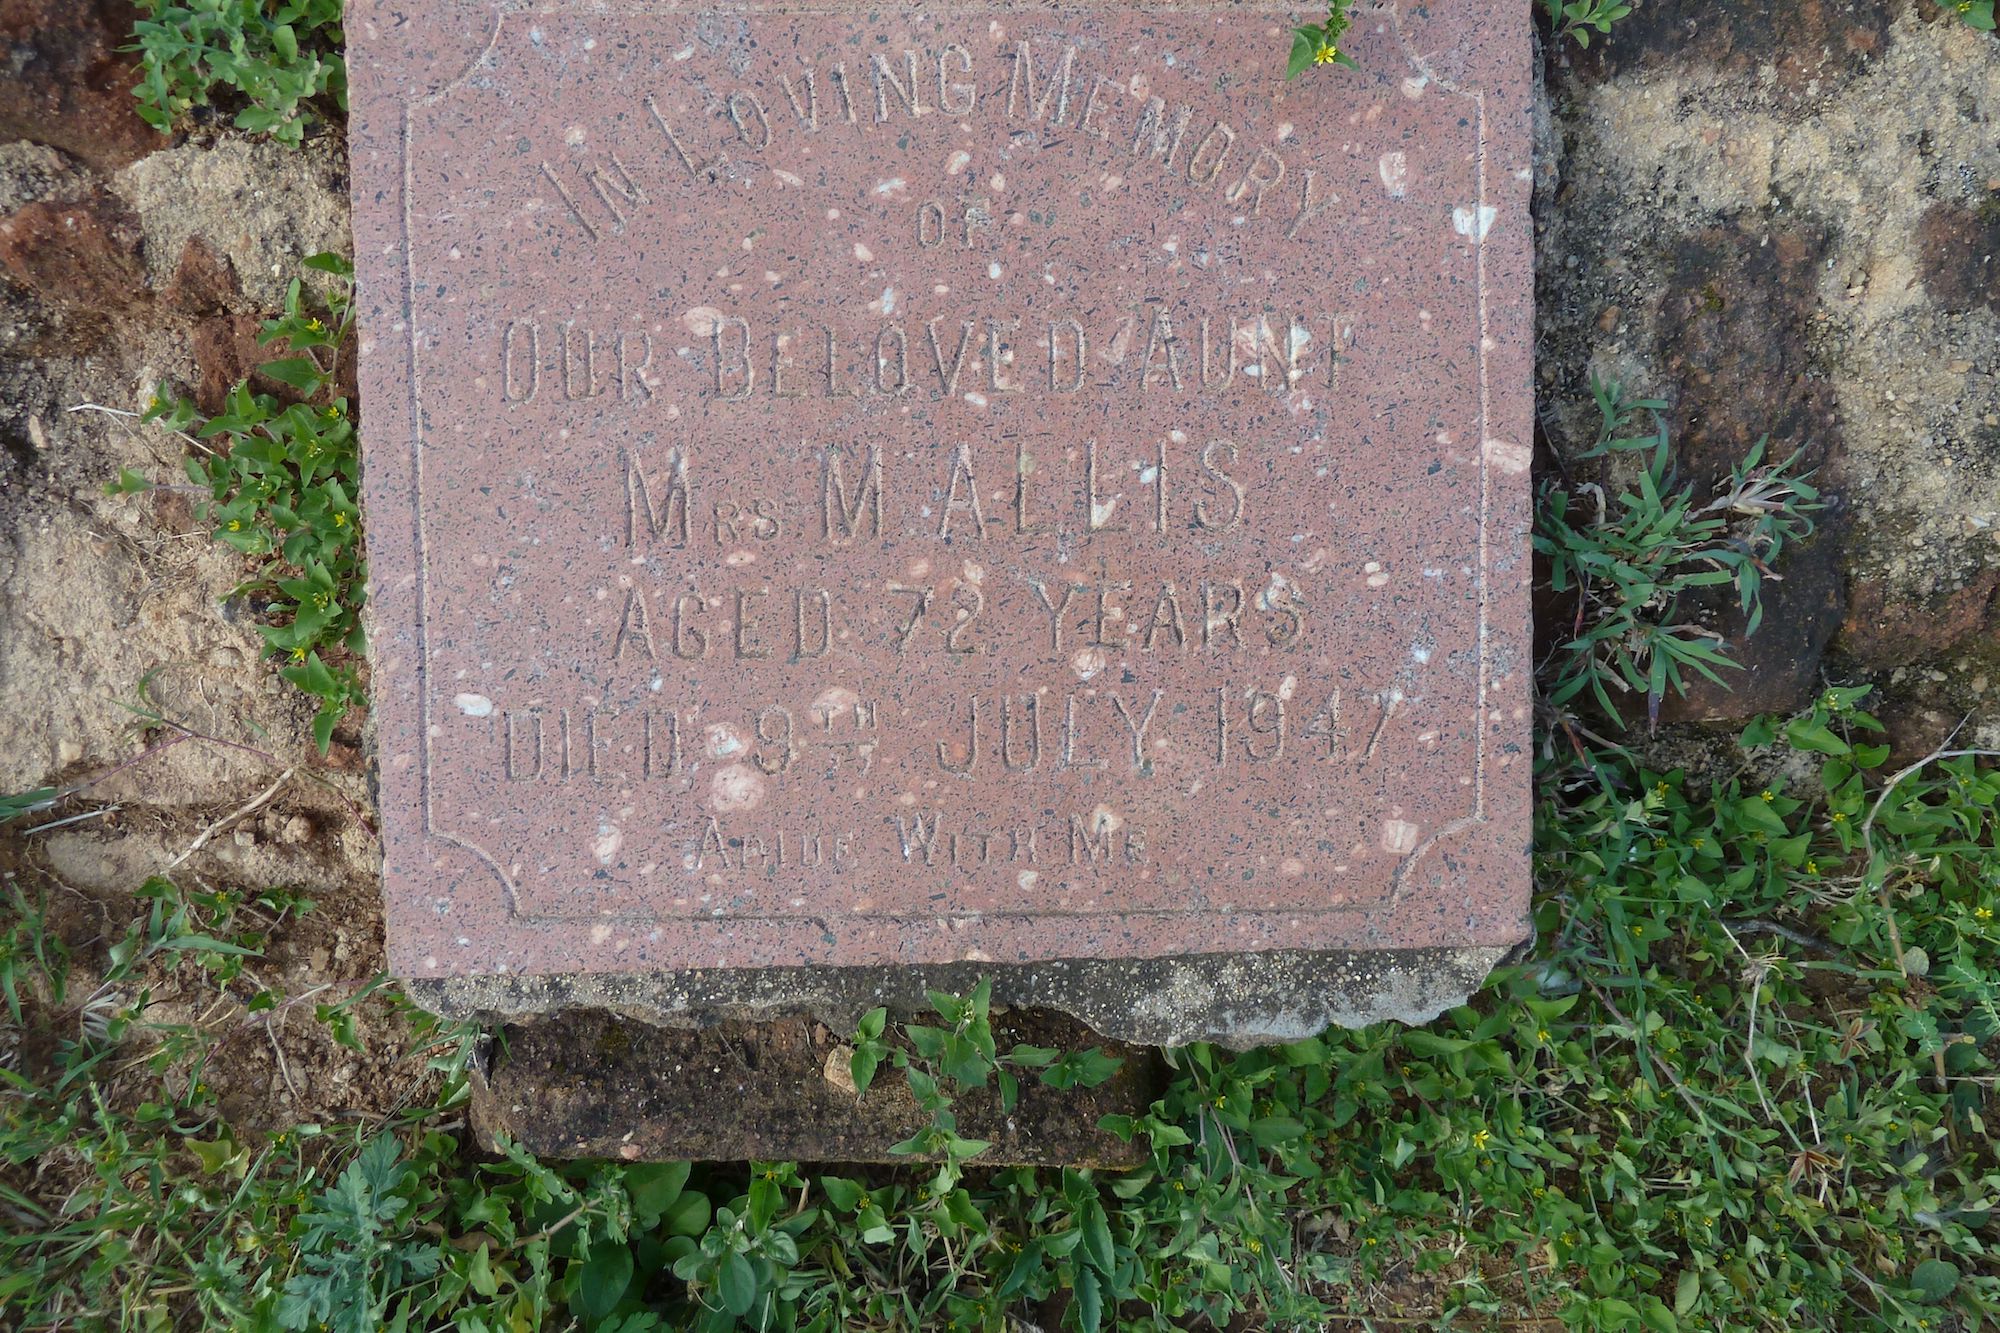 IN LOVING MEMORY
OF
OUR BELOVED AUNT
MRS M. ALLIS
AGED 72 YEARS
DIED 9TH JULY 1947
ABIDE WITH ME